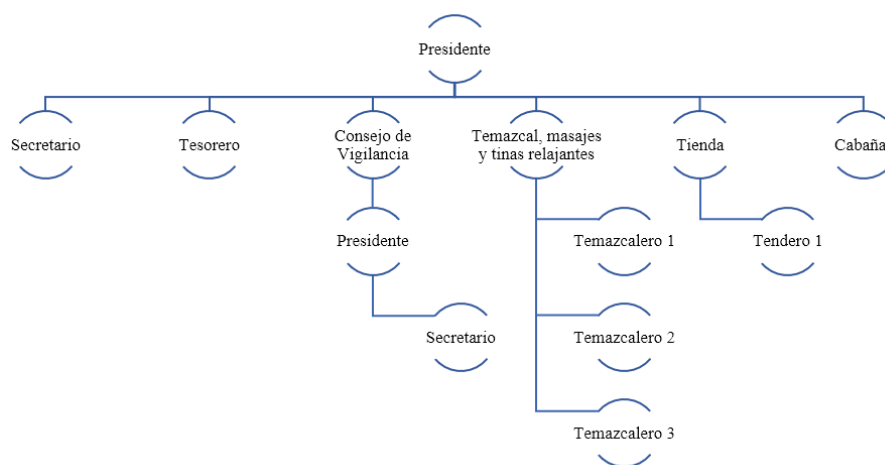 Presidente
Secretario
Tesorero
Consejo de
Vigilancia
Temazcal, masajes
y tinas relajantes
Tienda
Cabaña
Presidente
Temazcalero 1
Tendero 1
Secretario
Temazcalero 2
Temazcalero 3